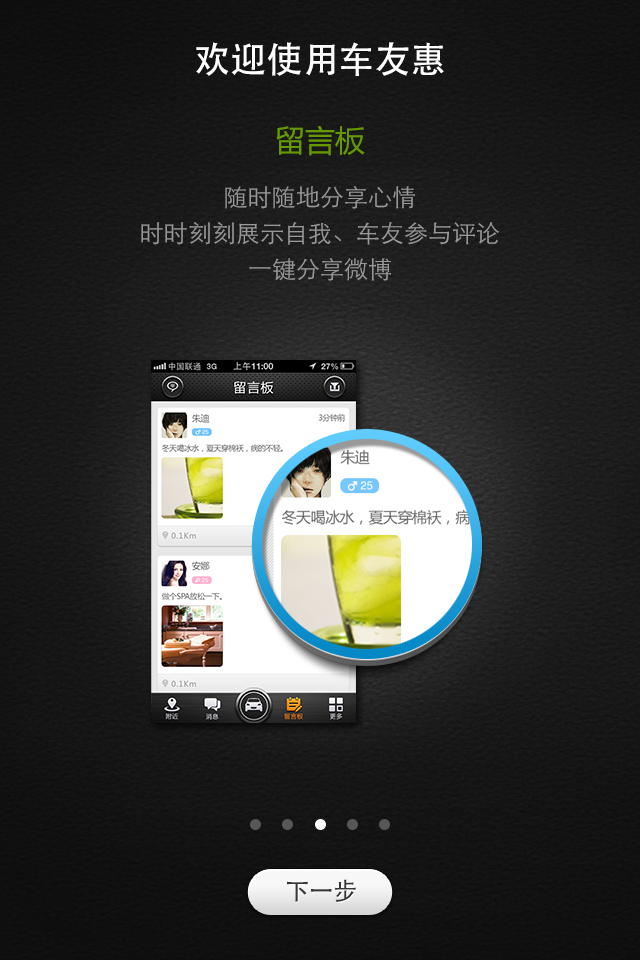 欢迎使用车友惠
留言板
随时随地分享心情
时时刻刻展示自我、车友参与评论
一键分享微博
中国联通 3G 上午11:00 27%
留言板
朱迪 3分钟前
♂25
冬天喝冰水，夏天穿棉袄，病的不轻。
0.1Km
朱迪
♂ 25
冬天喝冰水，夏天穿棉袄，病
安娜
♂25
做个SPA放松一下。
0.1Km
附近 消息 留言板 更多
下一步